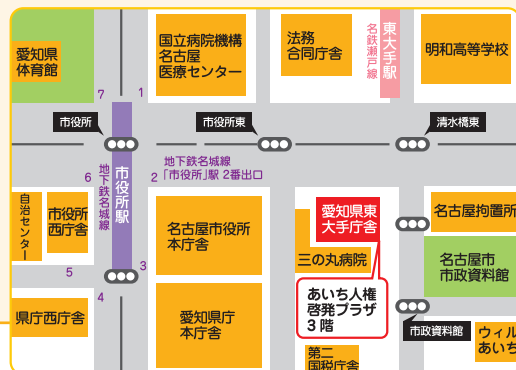 愛知県
体育館
国立病院機構
名古屋
医療センター
法務
合同庁舎
東大手駅
名鉄瀬戸線
明和高等学校
7
1
市役所
市役所東
清水橋東
地下鉄名城線
「市役所」駅 2番出口
6
2
地下鉄名城線
市役所駅
自治センター
市役所
西庁舎
名古屋市役所
本庁舎
愛知県東
大手庁舎
三の丸病院
名古屋拘置所
名古屋市
市政資料館
5
3
4
県庁西庁舎
愛知県庁
本庁舎
あいち人権
啓発プラザ
3階
市政資料館
ウィル
あいち
第二
国税庁舎